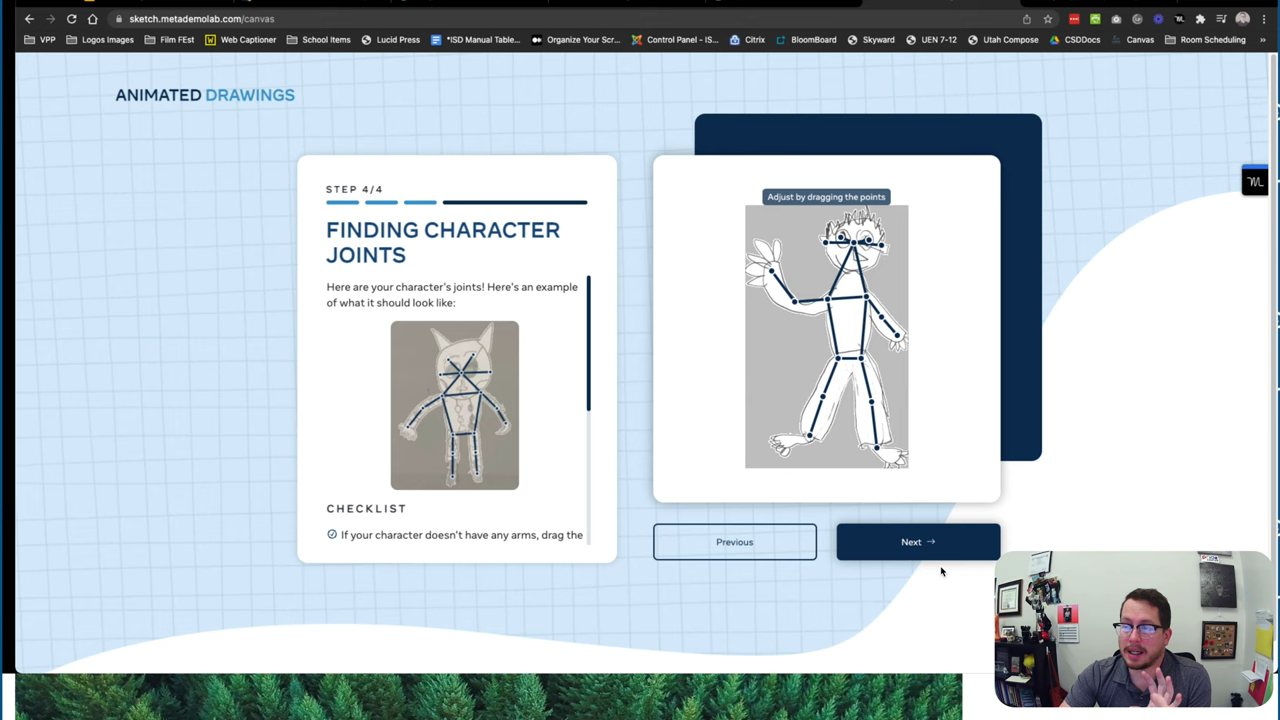 sketch.metademolab.com/canvas
VPP Logos Images Film FEst Web Captioner School Items Lucid Press *ISD Manual Table... Organize Your Scr... Control Panel - IS... Citrix BloomBoard Skyward UEN 7-12 Utah Compose CSDDocs Canvas Room Scheduling »
ANIMATED DRAWINGS
STEP 4/4
FINDING CHARACTER
JOINTS
Here are your character's joints! Here's an example
of what it should look like:
CHECKLIST
If your character doesn't have any arms, drag the
Adjust by dragging the points
Previous
Next →